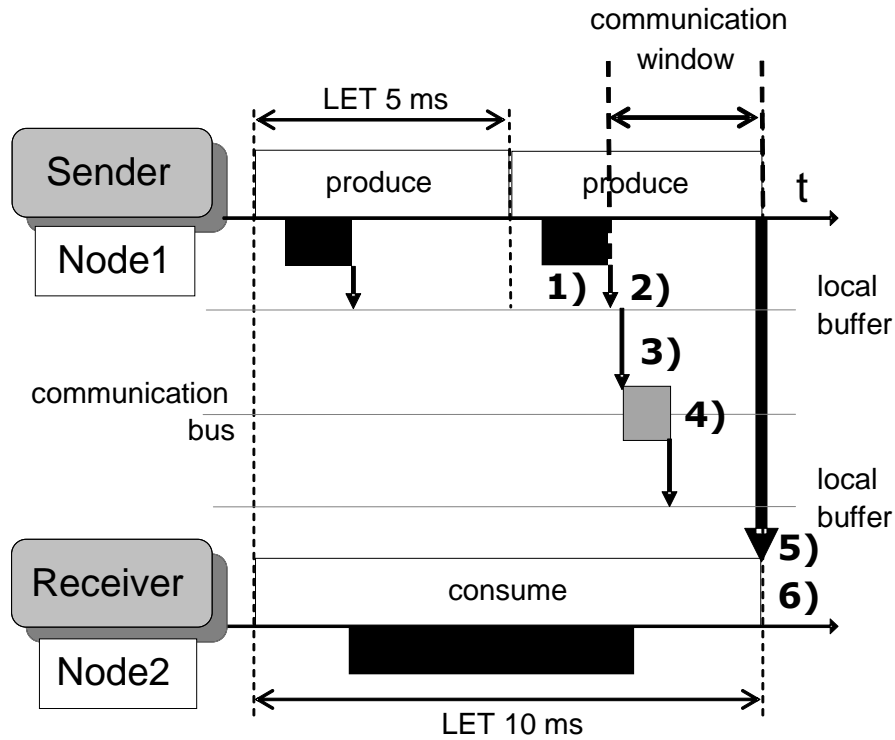 communication
window
LET 5 ms
Sender
produce
produce
t
Node1
1)
2)
local
buffer
3)
communication
bus
4)
local
buffer
5)
Receiver
consume
6)
Node2
LET 10 ms